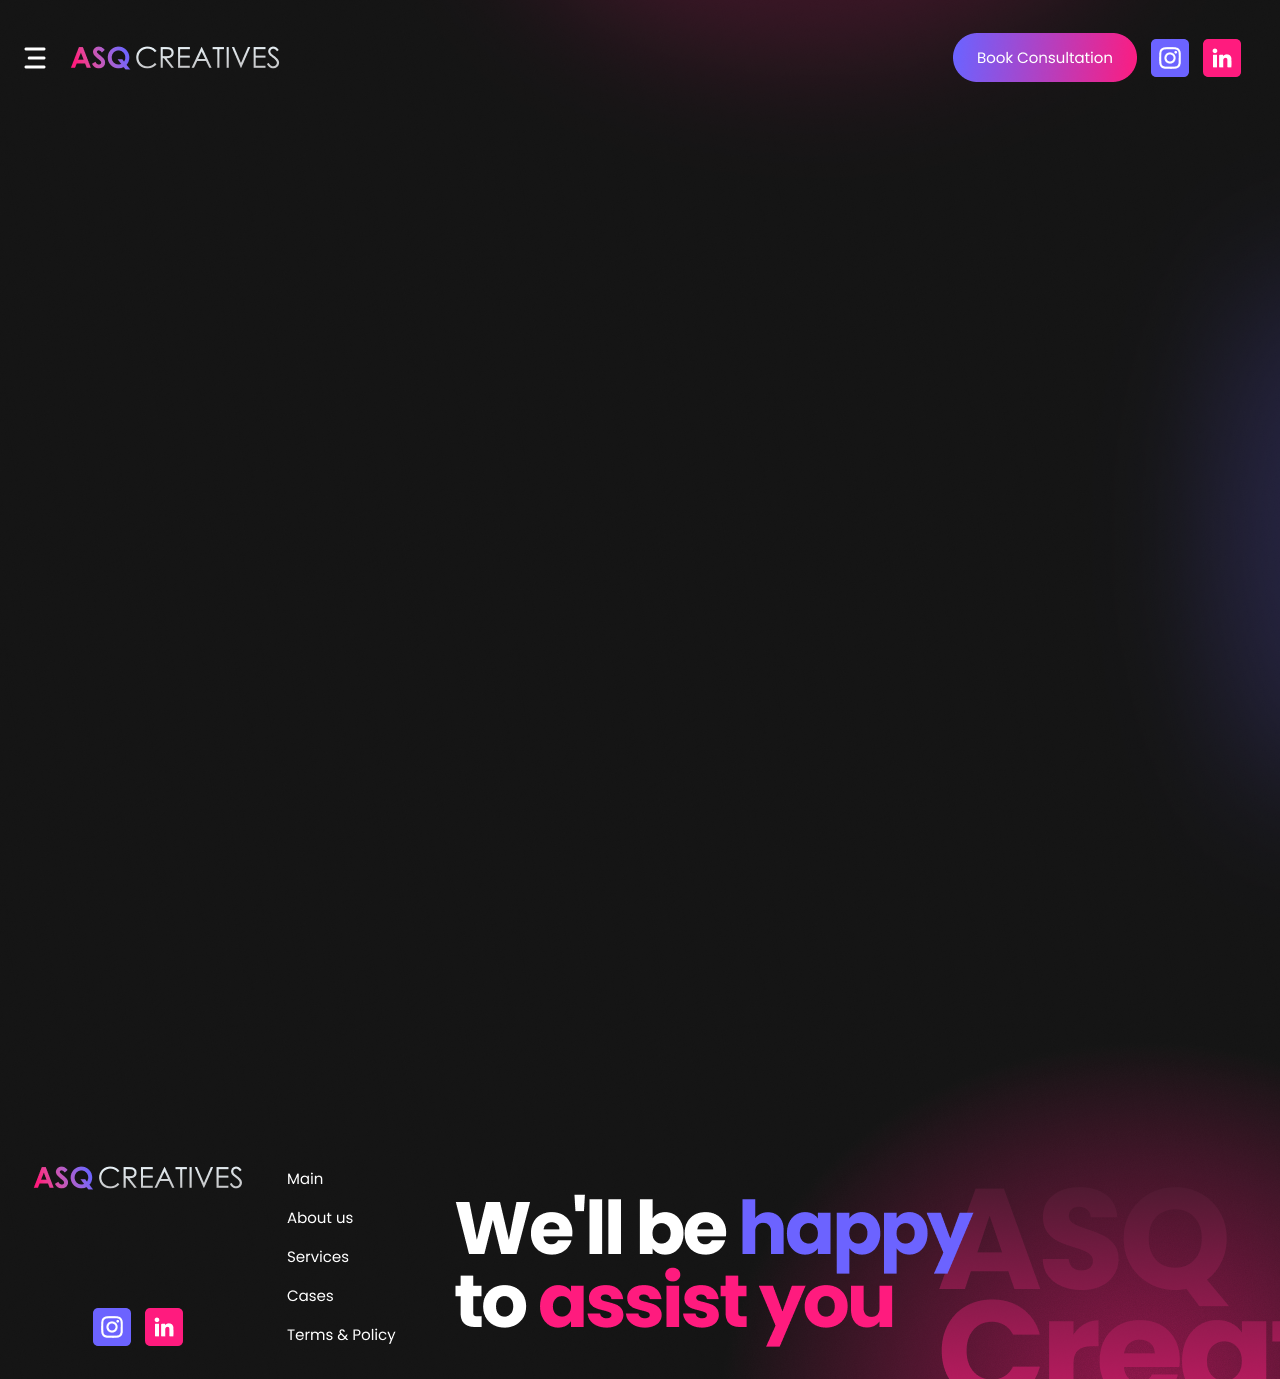 ASQ CREATIVES
Book Consultation
ASQ CREATIVES
Main
About us
Services
Cases
Terms & Policy
We'll be happy
to assist you
ASQ
Creat